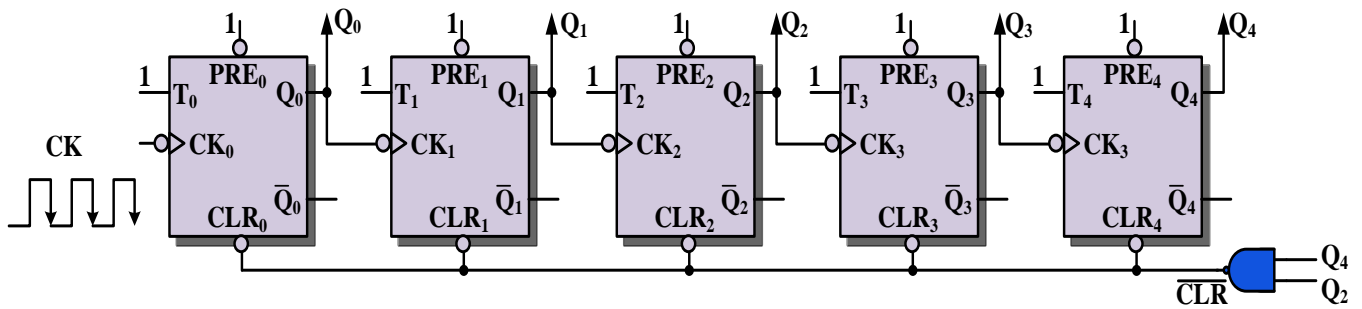 1 Q₀ 1 Q₁ 1 Q₂ 1 Q₃ 1 Q₄
PRE₀ PRE₁ PRE₂ PRE₃ PRE₄
1 T₀ Q₀ 1 T₁ Q₁ 1 T₂ Q₂ 1 T₃ Q₃ 1 T₄ Q₄
CK CK₀ CK₁ CK₂ CK₃ CK₃
Q̅₀ Q̅₁ Q̅₂ Q̅₃ Q̅₄
CLR₀ CLR₁ CLR₂ CLR₃ CLR₄
Q₄
C̅L̅R̅ Q₂